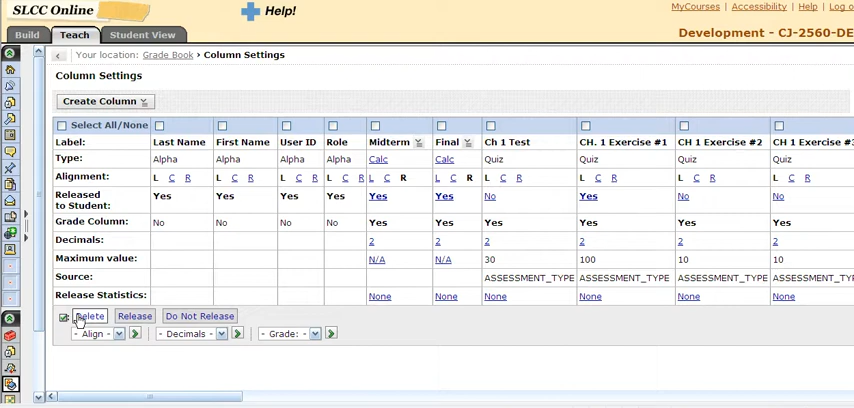 SLCC Online
Help!
MyCourses | Accessibility | Help | Log o
Development - CJ-2560-DE
Build Teach Student View
Your location: Grade Book › Column Settings
Column Settings
Create Column
Select All/None
Label: Last Name First Name User ID Role Midterm Final Ch 1 Test CH. 1 Exercise #1 CH 1 Exercise #2 CH 1 Exercise #3
Type: Alpha Alpha Alpha Alpha Calc Calc Quiz Quiz Quiz Quiz
Alignment: L C R L C R L C R L C R L C R L C R L C R L C R L C R L C R
Released to Student: Yes Yes Yes Yes Yes Yes No Yes No No
Grade Column: No No No No Yes Yes Yes Yes Yes Yes
Decimals: 2 2 2 2 2 2
Maximum value: N/A N/A 30 100 10 10
Source: ASSESSMENT_TYPE ASSESSMENT_TYPE ASSESSMENT_TYPE ASSESSMENT_TYPE
Release Statistics: None None None None None None
Delete Release Do Not Release
- Align - - Decimals - - Grade: -